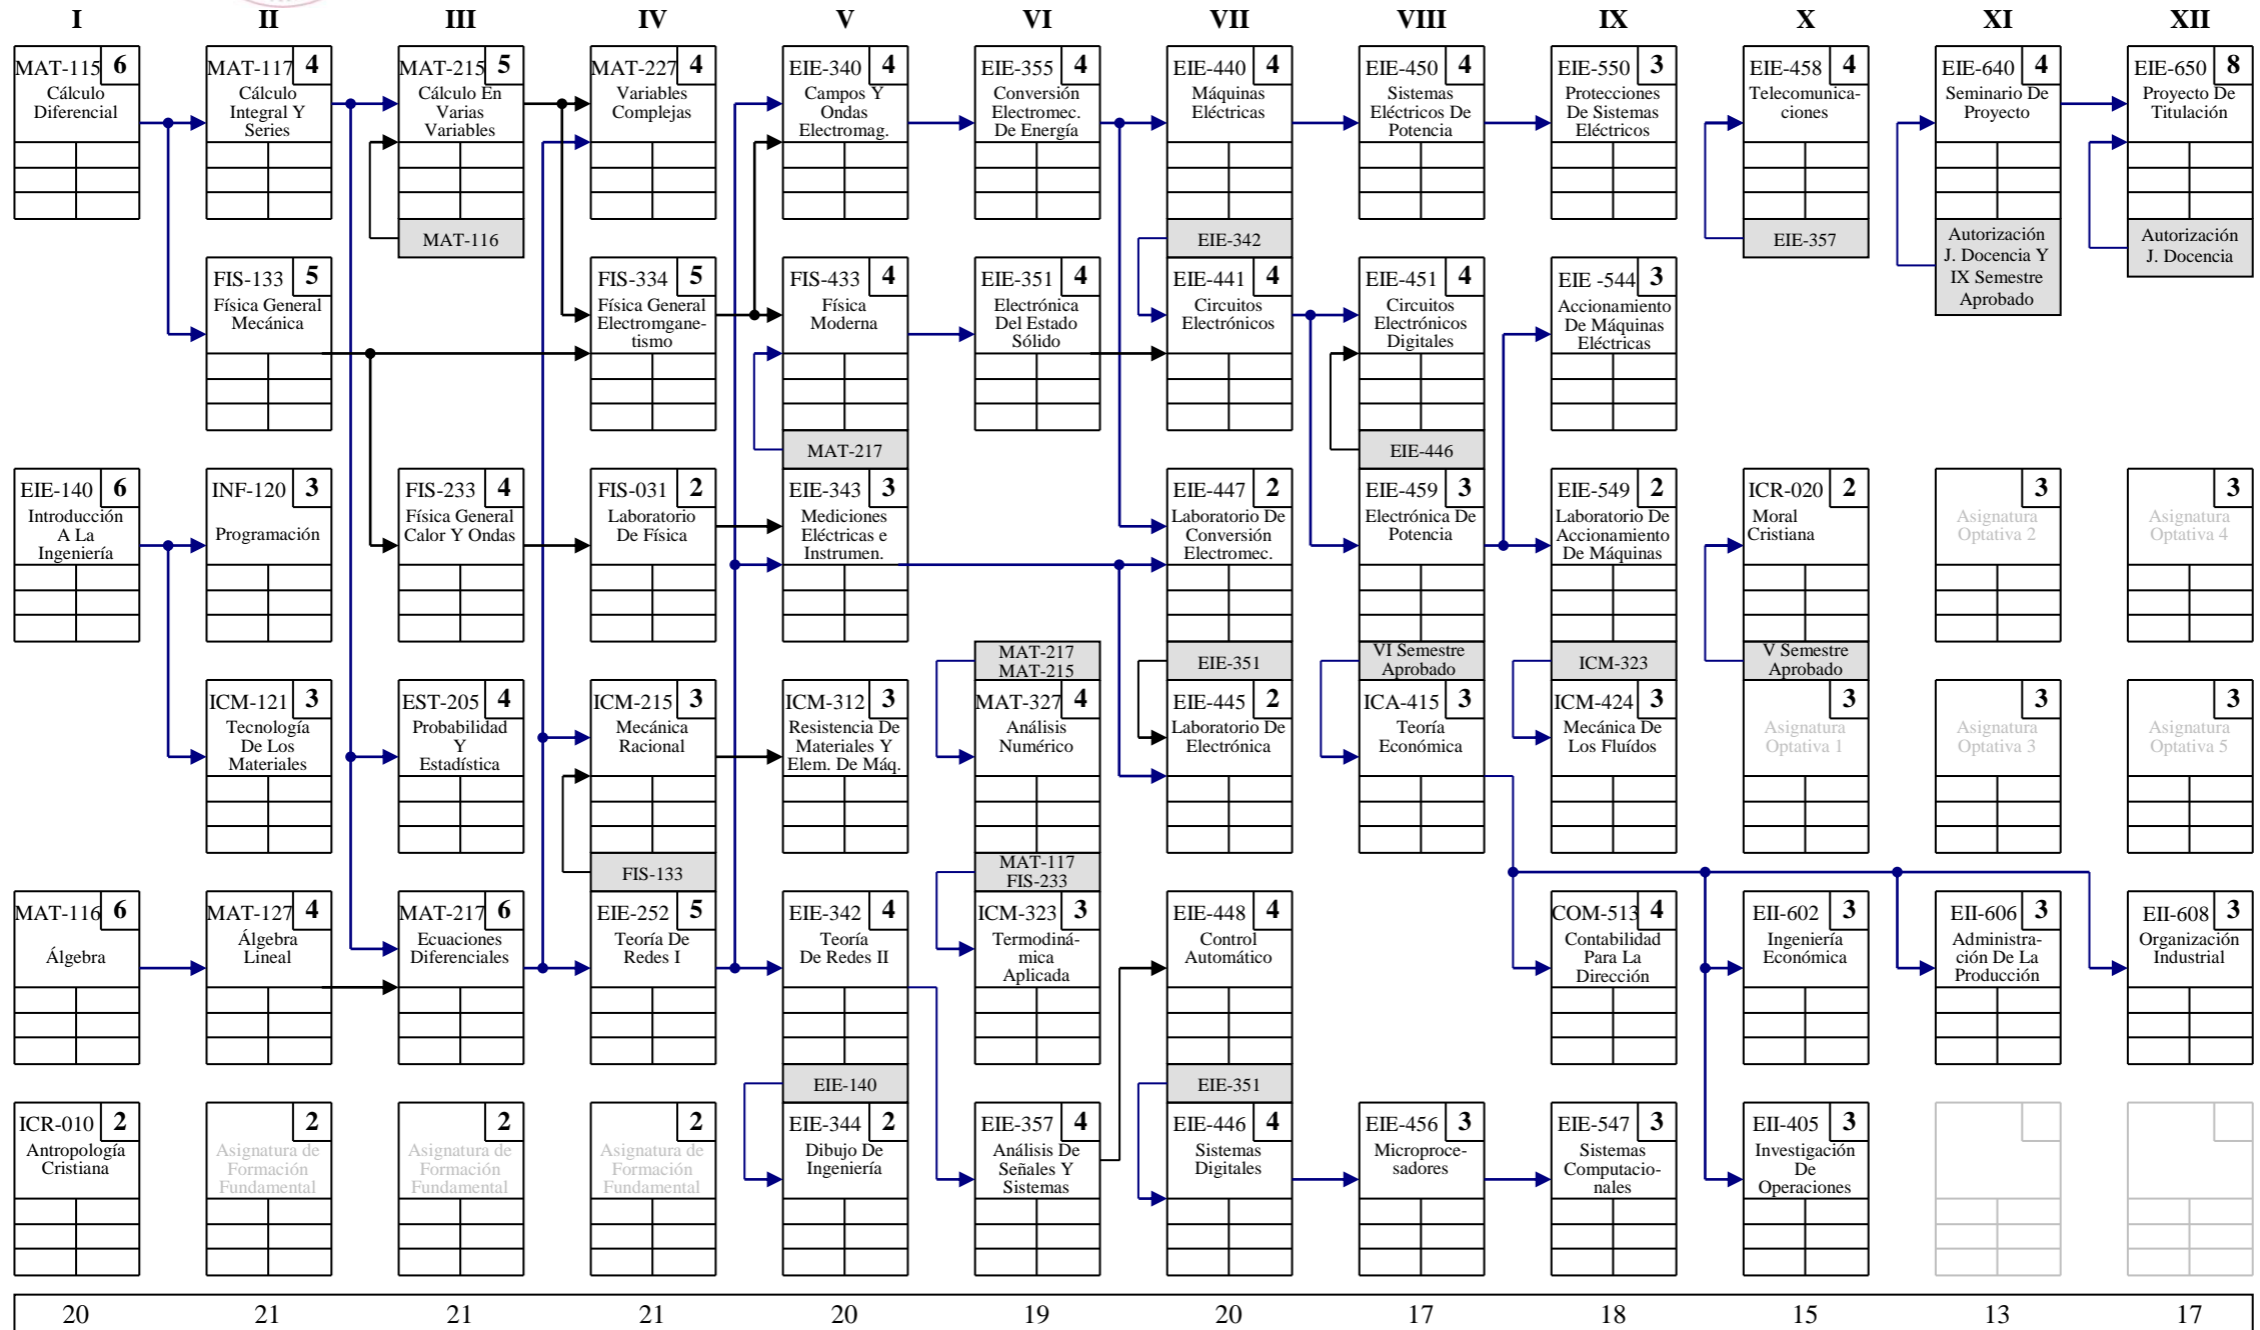 I II III IV V VI VII VIII IX X XI XII
MAT-115 6
Cálculo
Diferencial
MAT-117 4
Cálculo
Integral Y
Series
MAT-215 5
Cálculo En
Varias
Variables
MAT-116
MAT-227 4
Variables
Complejas
EIE-340 4
Campos Y
Ondas
Electromag.
EIE-355 4
Conversión
Electromec.
De Energía
EIE-440 4
Máquinas
Eléctricas
EIE-450 4
Sistemas
Eléctricos De
Potencia
EIE-550 3
Protecciones
De Sistemas
Eléctricos
EIE-458 4
Telecomunica-
ciones
EIE-357
EIE-640 4
Seminario De
Proyecto
Autorización
J. Docencia Y
IX Semestre
Aprobado
EIE-650 8
Proyecto De
Titulación
Autorización
J. Docencia
FIS-133 5
Física General
Mecánica
FIS-334 5
Física General
Electromgane-
tismo
FIS-433 4
Física
Moderna
MAT-217
EIE-351 4
Electrónica
Del Estado
Sólido
EIE-342
EIE-441 4
Circuitos
Electrónicos
EIE-451 4
Circuitos
Electrónicos
Digitales
EIE-446
EIE -544 3
Accionamiento
De Máquinas
Eléctricas
EIE-140 6
Introducción
A La
Ingeniería
INF-120 3
Programación
FIS-233 4
Física General
Calor Y Ondas
FIS-031 2
Laboratorio
De Física
EIE-343 3
Mediciones
Eléctricas e
Instrumen.
EIE-447 2
Laboratorio De
Conversión
Electromec.
EIE-459 3
Electrónica De
Potencia
EIE-549 2
Laboratorio De
Accionamiento
De Máquinas
ICR-020 2
Moral
Cristiana
V Semestre
Aprobado
3
Asignatura
Optativa 2
3
Asignatura
Optativa 4
ICM-121 3
Tecnología
De Los
Materiales
EST-205 4
Probabilidad
Y
Estadística
ICM-215 3
Mecánica
Racional
FIS-133
ICM-312 3
Resistencia De
Materiales Y
Elem. De Máq.
MAT-217
MAT-215
MAT-327 4
Análisis
Numérico
EIE-351
EIE-445 2
Laboratorio De
Electrónica
VI Semestre
Aprobado
ICA-415 3
Teoría
Económica
ICM-323
ICM-424 3
Mecánica De
Los Fluídos
3
Asignatura
Optativa 1
3
Asignatura
Optativa 3
3
Asignatura
Optativa 5
MAT-116 6
Álgebra
MAT-127 4
Álgebra
Lineal
MAT-217 6
Ecuaciones
Diferenciales
EIE-252 5
Teoría De
Redes I
EIE-342 4
Teoría
De Redes II
MAT-117
FIS-233
ICM-323 3
Termodiná-
mica
Aplicada
EIE-448 4
Control
Automático
COM-513 4
Contabilidad
Para La
Dirección
EII-602 3
Ingeniería
Económica
EII-606 3
Administra-
ción De La
Producción
EII-608 3
Organización
Industrial
ICR-010 2
Antropología
Cristiana
2
Asignatura de
Formación
Fundamental
2
Asignatura de
Formación
Fundamental
2
Asignatura de
Formación
Fundamental
EIE-140
EIE-344 2
Dibujo De
Ingeniería
EIE-357 4
Análisis De
Señales Y
Sistemas
EIE-351
EIE-446 4
Sistemas
Digitales
EIE-456 3
Microproce-
sadores
EIE-547 3
Sistemas
Computacio-
nales
EII-405 3
Investigación
De
Operaciones
20 21 21 21 20 19 20 17 18 15 13 17